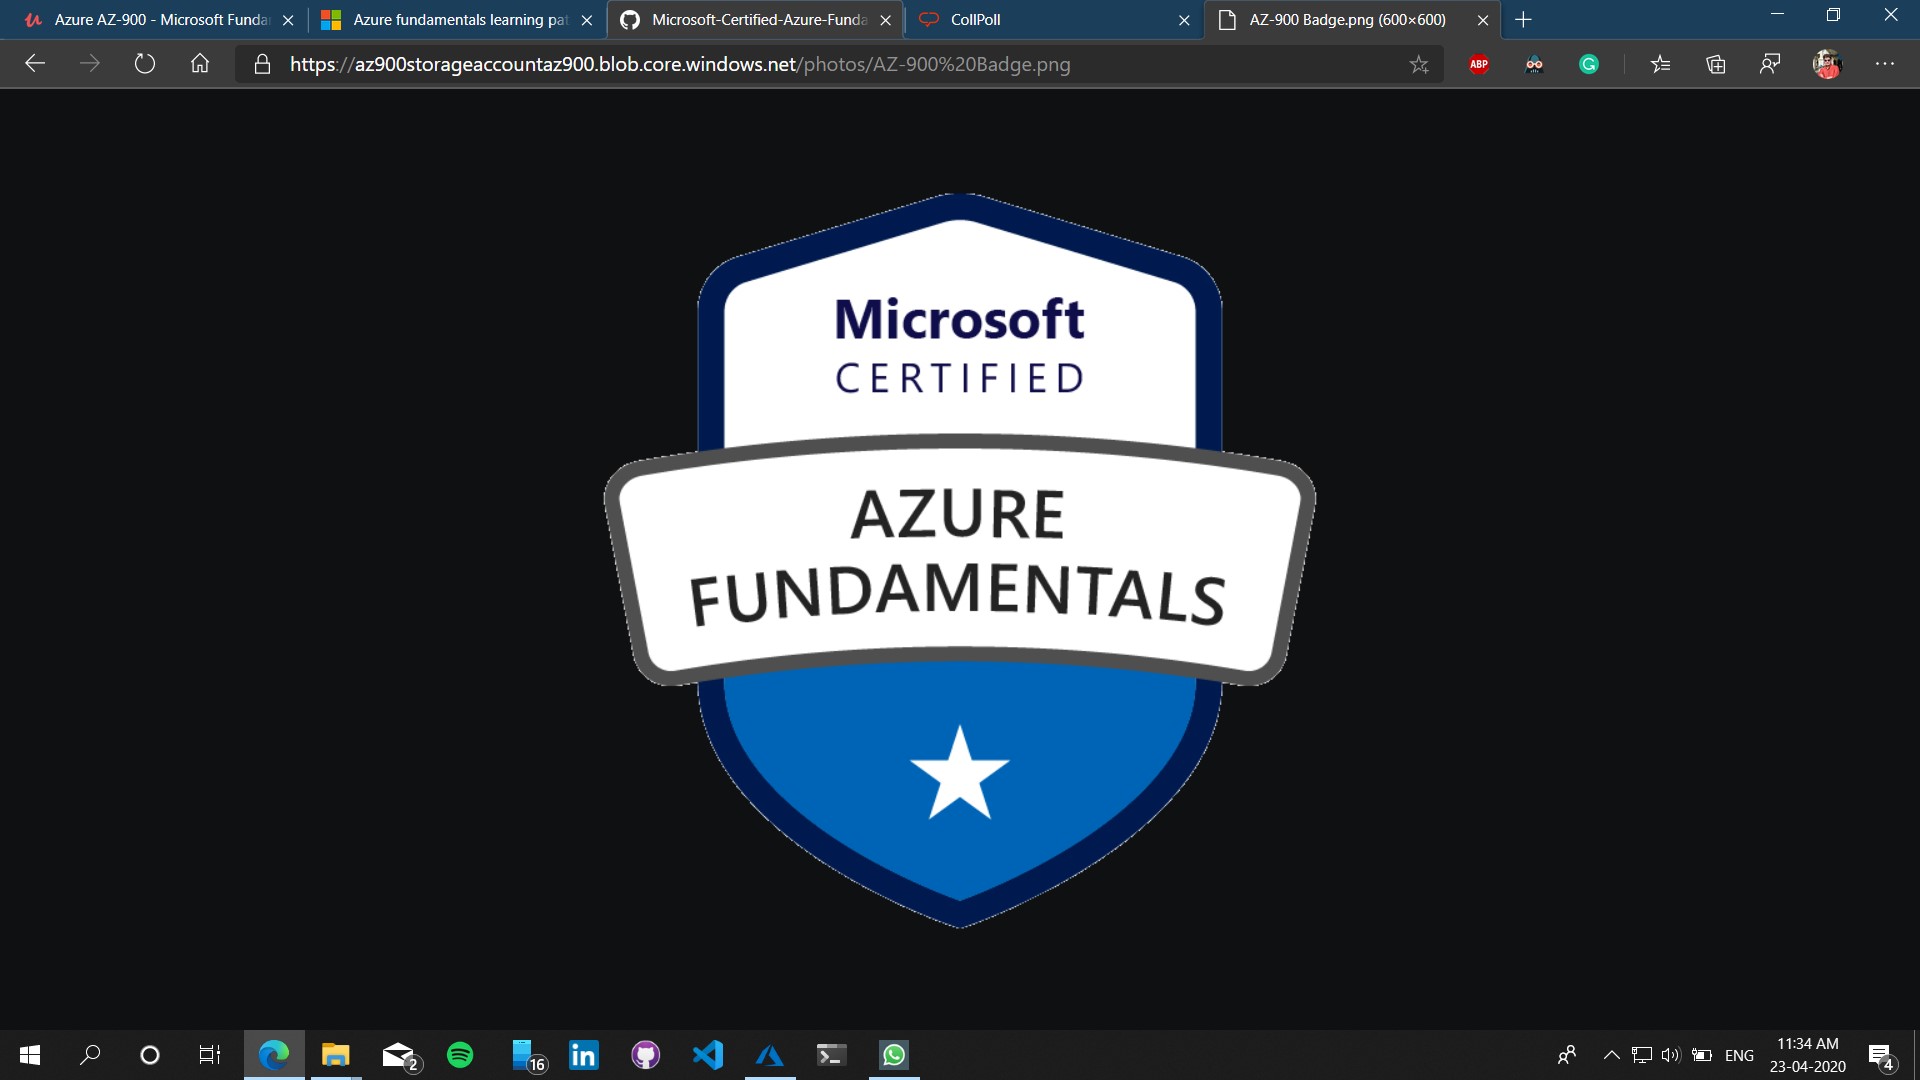 Azure AZ-900 - Microsoft Funda
Azure fundamentals learning pat
Microsoft-Certified-Azure-Funda
CollPoll
AZ-900 Badge.png (600×600)
https://az900storageaccountaz900.blob.core.windows.net/photos/AZ-900%20Badge.png
ABP
Microsoft
CERTIFIED
AZURE
FUNDAMENTALS
2
16
in
ENG
11:34 AM
23-04-2020
4